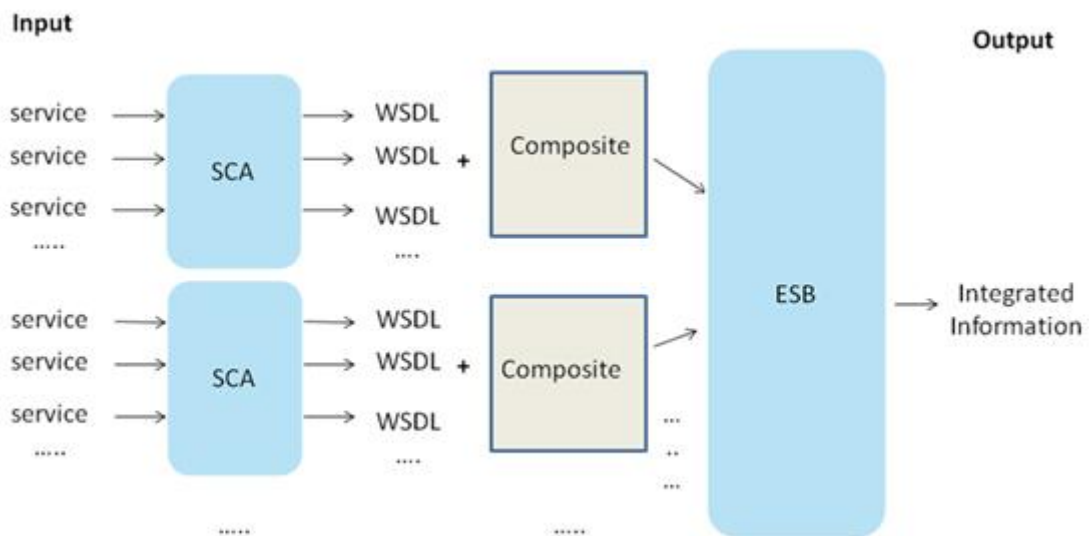 Input
Output
service
service
service
.....
SCA
WSDL
WSDL +
WSDL
....
Composite
service
service
service
.....
SCA
WSDL
WSDL +
WSDL
....
Composite
...
..
...
ESB
Integrated
Information
.....
.....